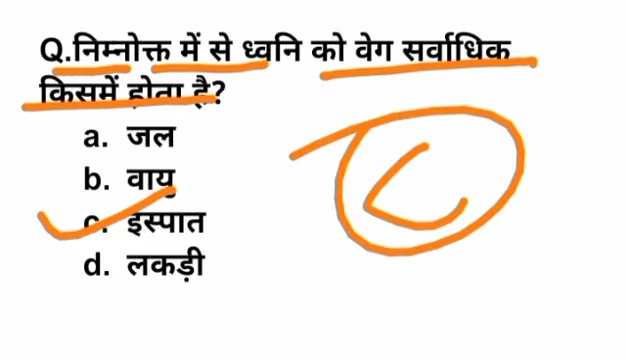 Q.निम्नोक्त में से ध्वनि को वेग सर्वाधिक
किसमें होता है?
a. जल
b. वायु
c. इस्पात
d. लकड़ी
C